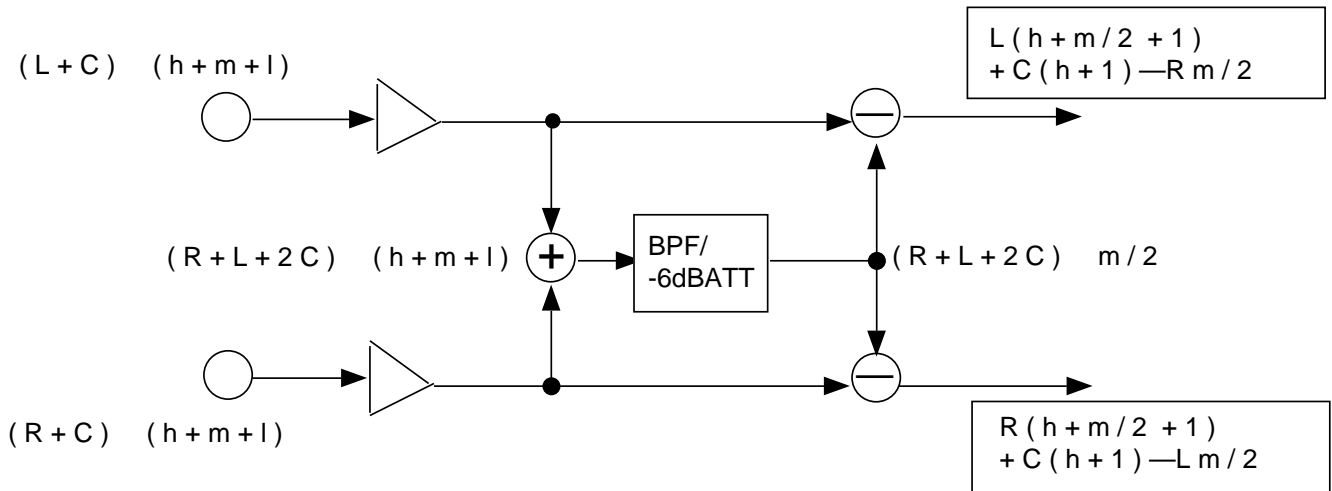 L ( h + m / 2 + 1 )
+ C ( h + 1 ) — R m / 2
( L + C ) ( h + m + l )
( R + L + 2 C ) ( h + m + l )
+
BPF/
-6dBATT
( R + L + 2 C ) m / 2
( R + C ) ( h + m + l )
R ( h + m / 2 + 1 )
+ C ( h + 1 ) — L m / 2